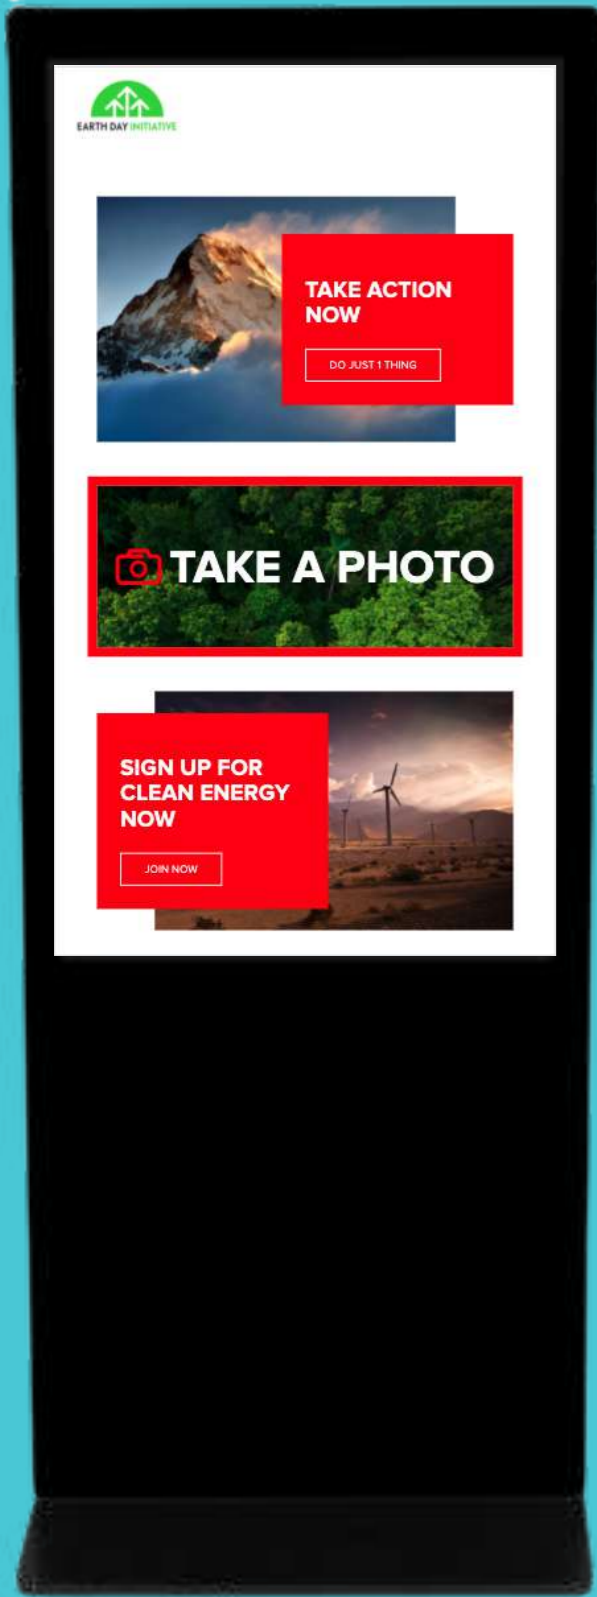 EARTH DAY INITIATIVE
TAKE ACTION
NOW
DO JUST 1 THING
TAKE A PHOTO
SIGN UP FOR
CLEAN ENERGY
NOW
JOIN NOW